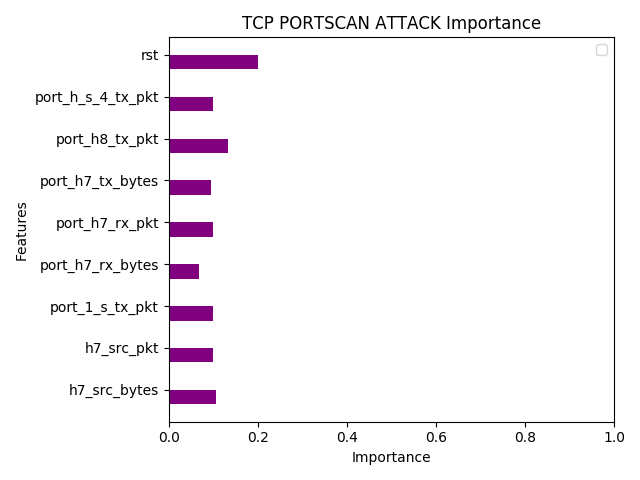 TCP PORTSCAN ATTACK Importance
rst
port_h_s_4_tx_pkt
port_h8_tx_pkt
port_h7_tx_bytes
port_h7_rx_pkt
port_h7_rx_bytes
port_1_s_tx_pkt
h7_src_pkt
h7_src_bytes
Features
0.0 0.2 0.4 0.6 0.8 1.0
Importance